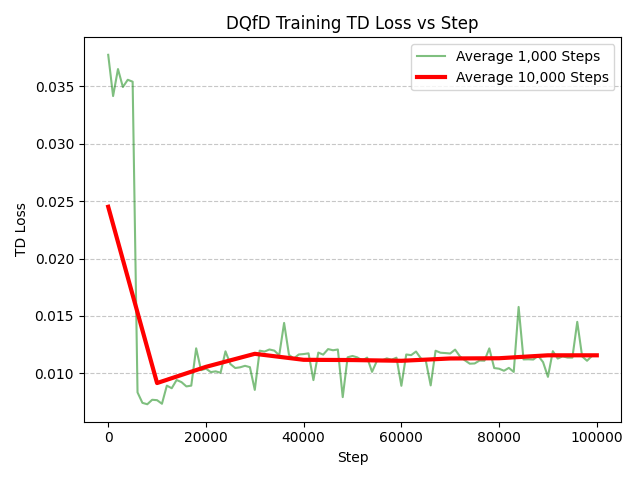 DQfD Training TD Loss vs Step
Average 1,000 Steps
Average 10,000 Steps
TD Loss
0.035
0.030
0.025
0.020
0.015
0.010
0 20000 40000 60000 80000 100000
Step